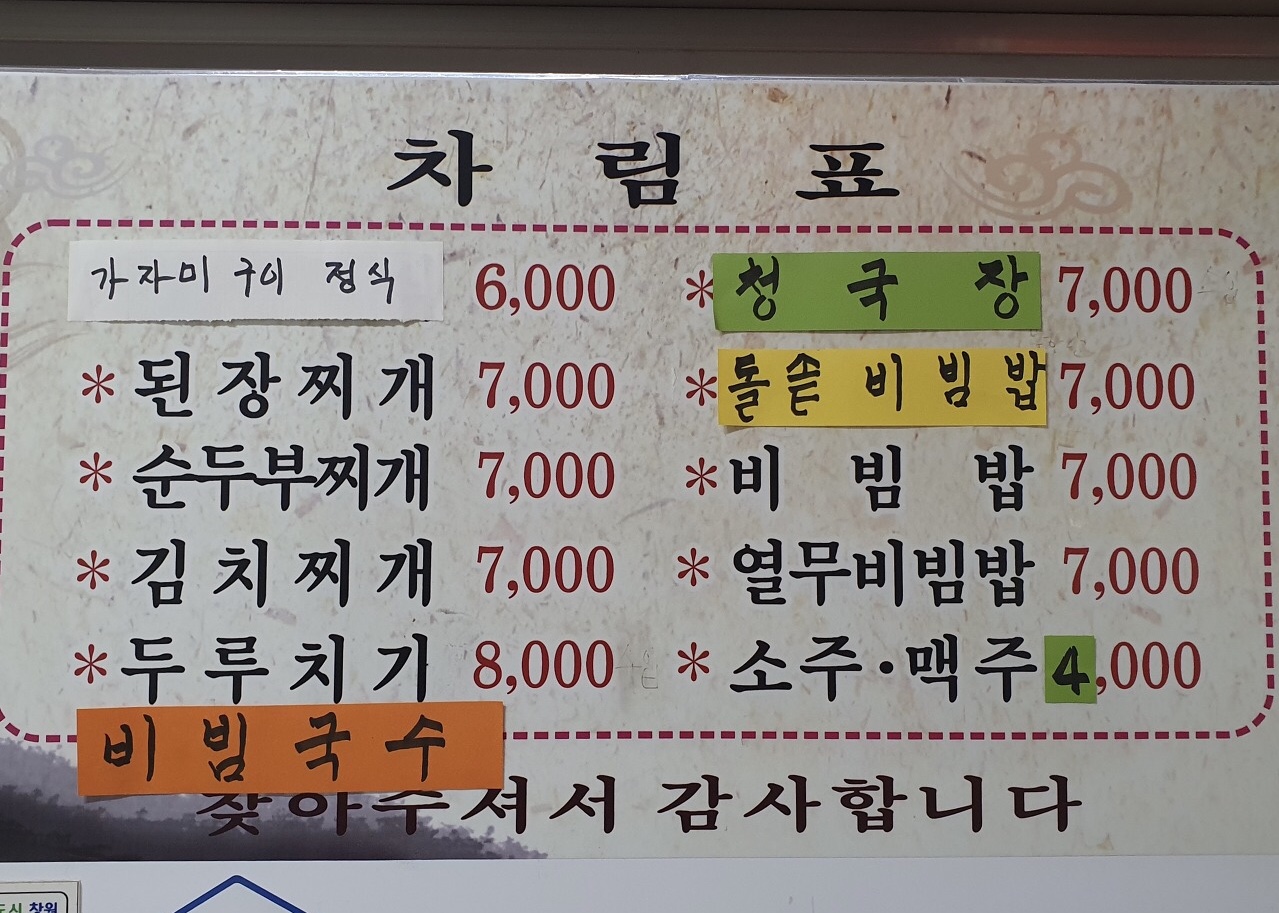 차림표
가자미 구이 정식 6,000
*된장찌개 7,000
*순두부찌개 7,000
*김치찌개 7,000
*두루치기 8,000
비빔국수
*청국장 7,000
*돌솥비빔밥 7,000
*비빔밥 7,000
*열무비빔밥 7,000
*소주·맥주 4,000
찾아주셔서 감사합니다
창원